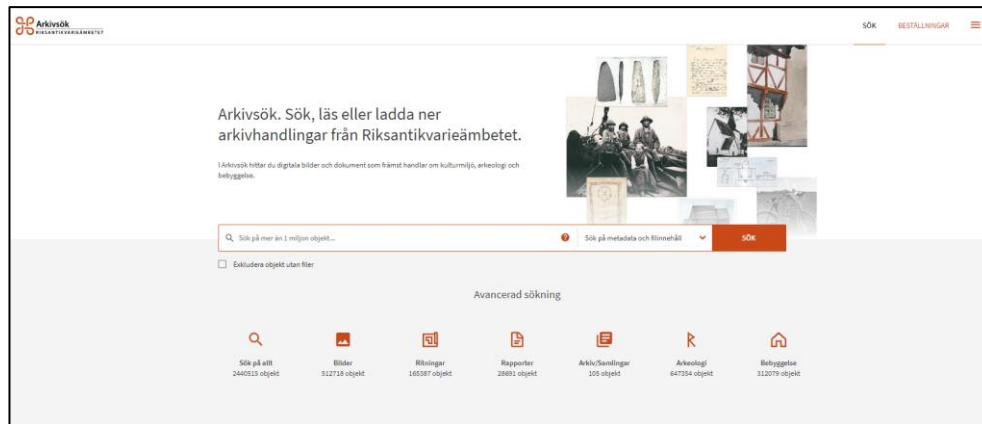 Arkivsök
RIKSANTIKVARIEÄMBETET
SÖK
BESTÄLLNINGAR
Arkivsök. Sök, läs eller ladda ner
arkivhandlingar från Riksantikvarieämbetet.
I Arkivsök hittar du digitala bilder och dokument som främst handlar om kulturmiljö, arkeologi och
bebyggelse.
Sök på mer än 1 miljon objekt...
Sök på metadata och filinnehåll
SÖK
Exkludera objekt utan filer
Avancerad sökning
Sök på allt
2440515 objekt
Bilder
512718 objekt
Ritningar
165587 objekt
Rapporter
28691 objekt
Arkiv/Samlingar
105 objekt
Arkeologi
647354 objekt
Bebyggelse
312079 objekt